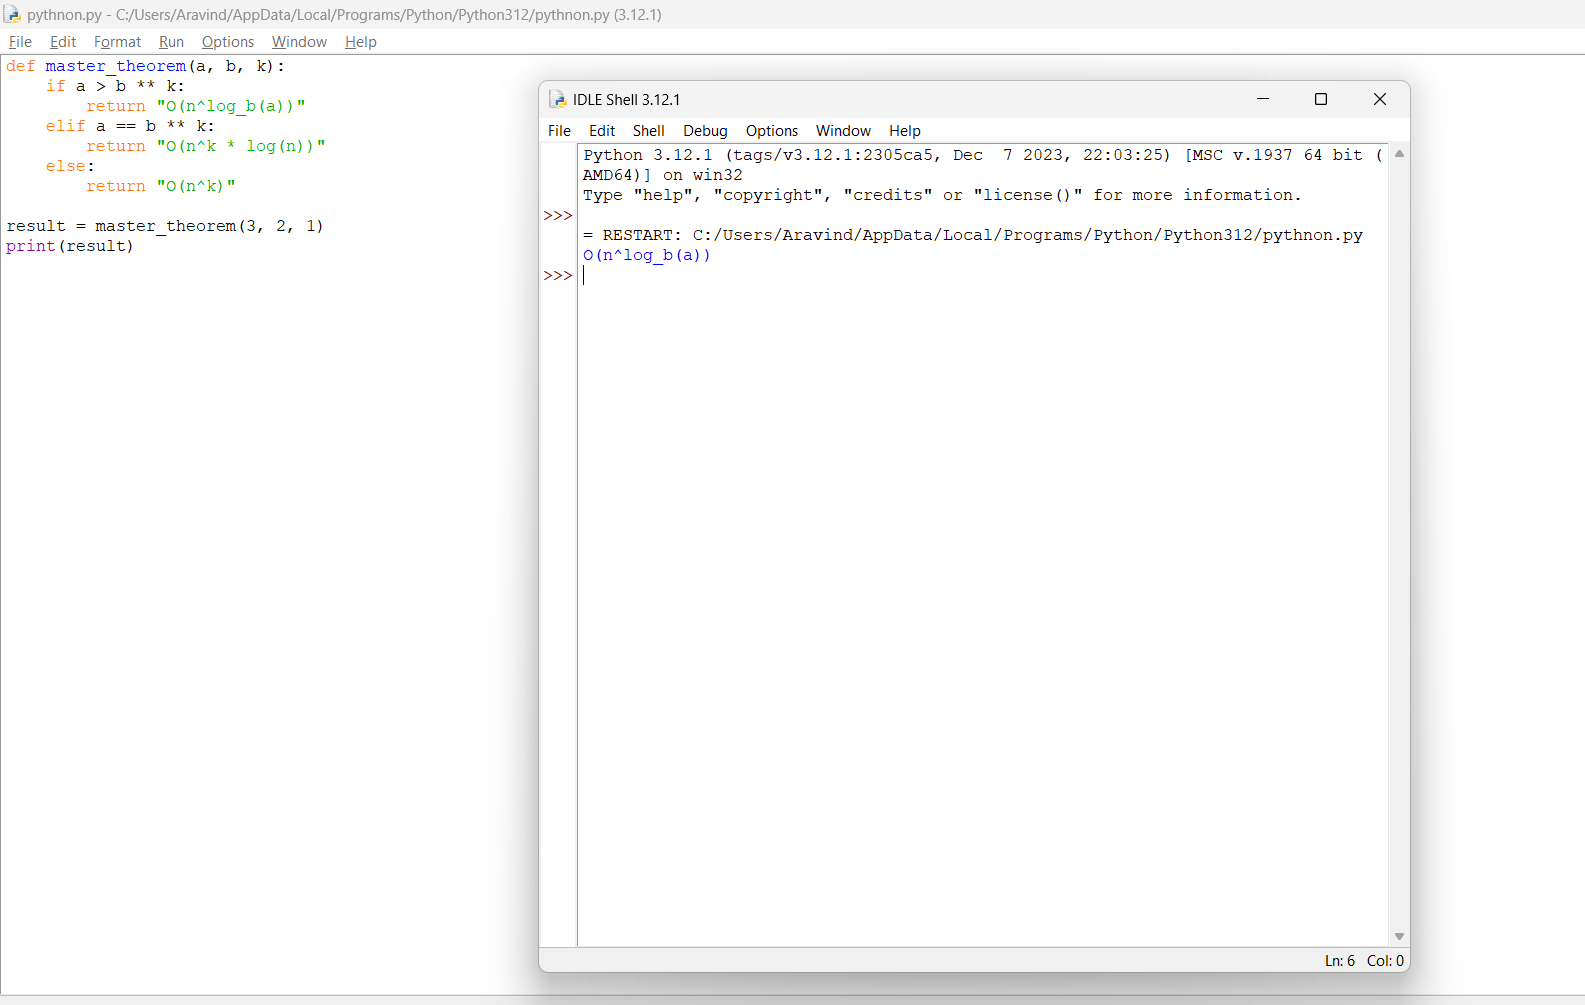 pythnon.py - C:/Users/Aravind/AppData/Local/Programs/Python/Python312/pythnon.py (3.12.1)
File Edit Format Run Options Window Help
def master_theorem(a, b, k):
    if a > b ** k:
        return "O(n^log_b(a))"
    elif a == b ** k:
        return "O(n^k * log(n))"
    else:
        return "O(n^k)"
result = master_theorem(3, 2, 1)
print(result)
IDLE Shell 3.12.1
File Edit Shell Debug Options Window Help
Python 3.12.1 (tags/v3.12.1:2305ca5, Dec  7 2023, 22:03:25) [MSC v.1937 64 bit (
AMD64)] on win32
Type "help", "copyright", "credits" or "license()" for more information.
>>>
= RESTART: C:/Users/Aravind/AppData/Local/Programs/Python/Python312/pythnon.py
O(n^log_b(a))
>>>
Ln: 6 Col: 0